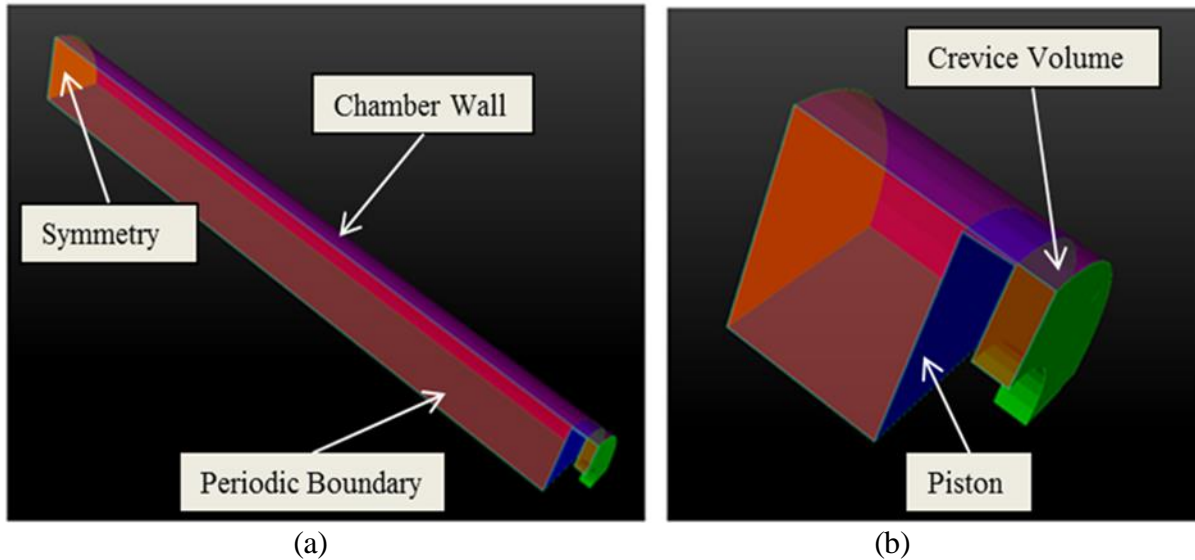 Chamber Wall
Symmetry
Periodic Boundary
(a)
Crevice Volume
Piston
(b)